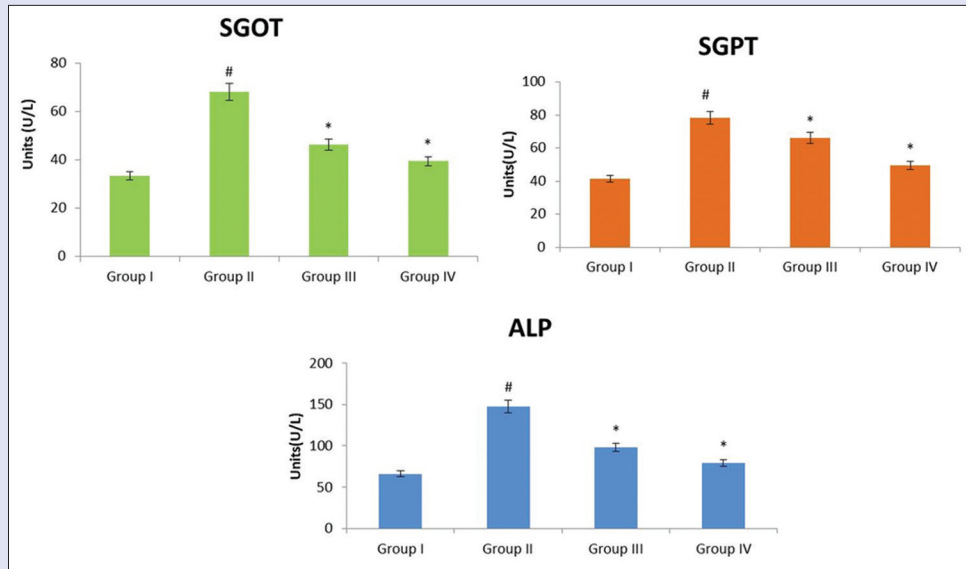 SGOT
Units (U/L)
80
60
40
20
0
#
*
*
Group I Group II Group III Group IV
SGPT
Units(U/L)
100
80
60
40
20
0
#
*
*
Group I Group II Group III Group IV
ALP
Units(U/L)
200
150
100
50
0
#
*
*
Group I Group II Group III Group IV